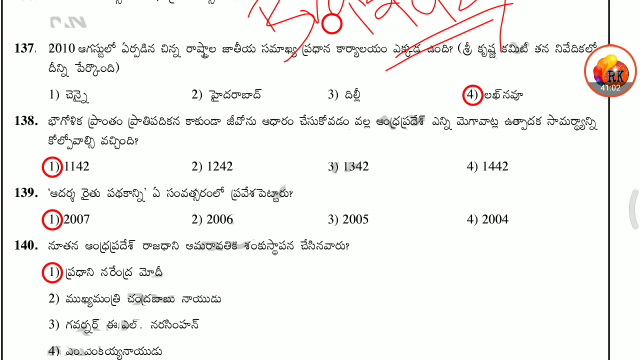 137. 2010 ఆగస్టులో ఏర్పడిన చిన్న రాష్ట్రాల జాతీయ సమాఖ్య ప్రధాన కార్యాలయం ఎక్కడ ఉంది? (శ్రీ కృష్ణ కమిటీ తన నివేదికలో
దీన్ని పేర్కొంది)
1) చెన్నై 2) హైదరాబాద్ 3) దిల్లీ 4) లఖ్‌నవూ
RK
41:02
138. భౌగోళిక ప్రాంతం ప్రాతిపదికన కాకుండా జీవోను ఆధారం చేసుకోవడం వల్ల ఆంధ్రప్రదేశ్ ఎన్ని మెగావాట్ల ఉత్పాదక సామర్థ్యాన్ని
కోల్పోవాల్సి వచ్చింది?
1) 1142 2) 1242 3) 1342 4) 1442
139. 'ఆదర్శ రైతు పథకాన్ని' ఏ సంవత్సరంలో ప్రవేశపెట్టారు?
1) 2007 2) 2006 3) 2005 4) 2004
140. నూతన ఆంధ్రప్రదేశ్ రాజధాని అమరావతికి శంకుస్థాపన చేసినవారు?
1) ప్రధాని నరేంద్ర మోదీ
2) ముఖ్యమంత్రి చంద్రబాబు నాయుడు
3) గవర్నర్ ఈ.ఎల్. నరసింహన్
4) ఎం.వెంకయ్యనాయుడు